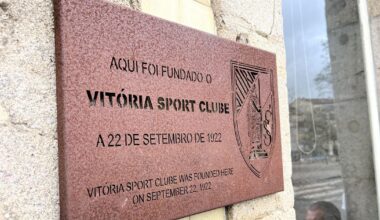 AQUI FOI FUNDADO O
VITÓRIA SPORT CLUBE
A 22 DE SETEMBRO DE 1922
VITÓRIA SPORT CLUBE WAS FOUNDED HERE
ON SEPTEMBER 22, 1922